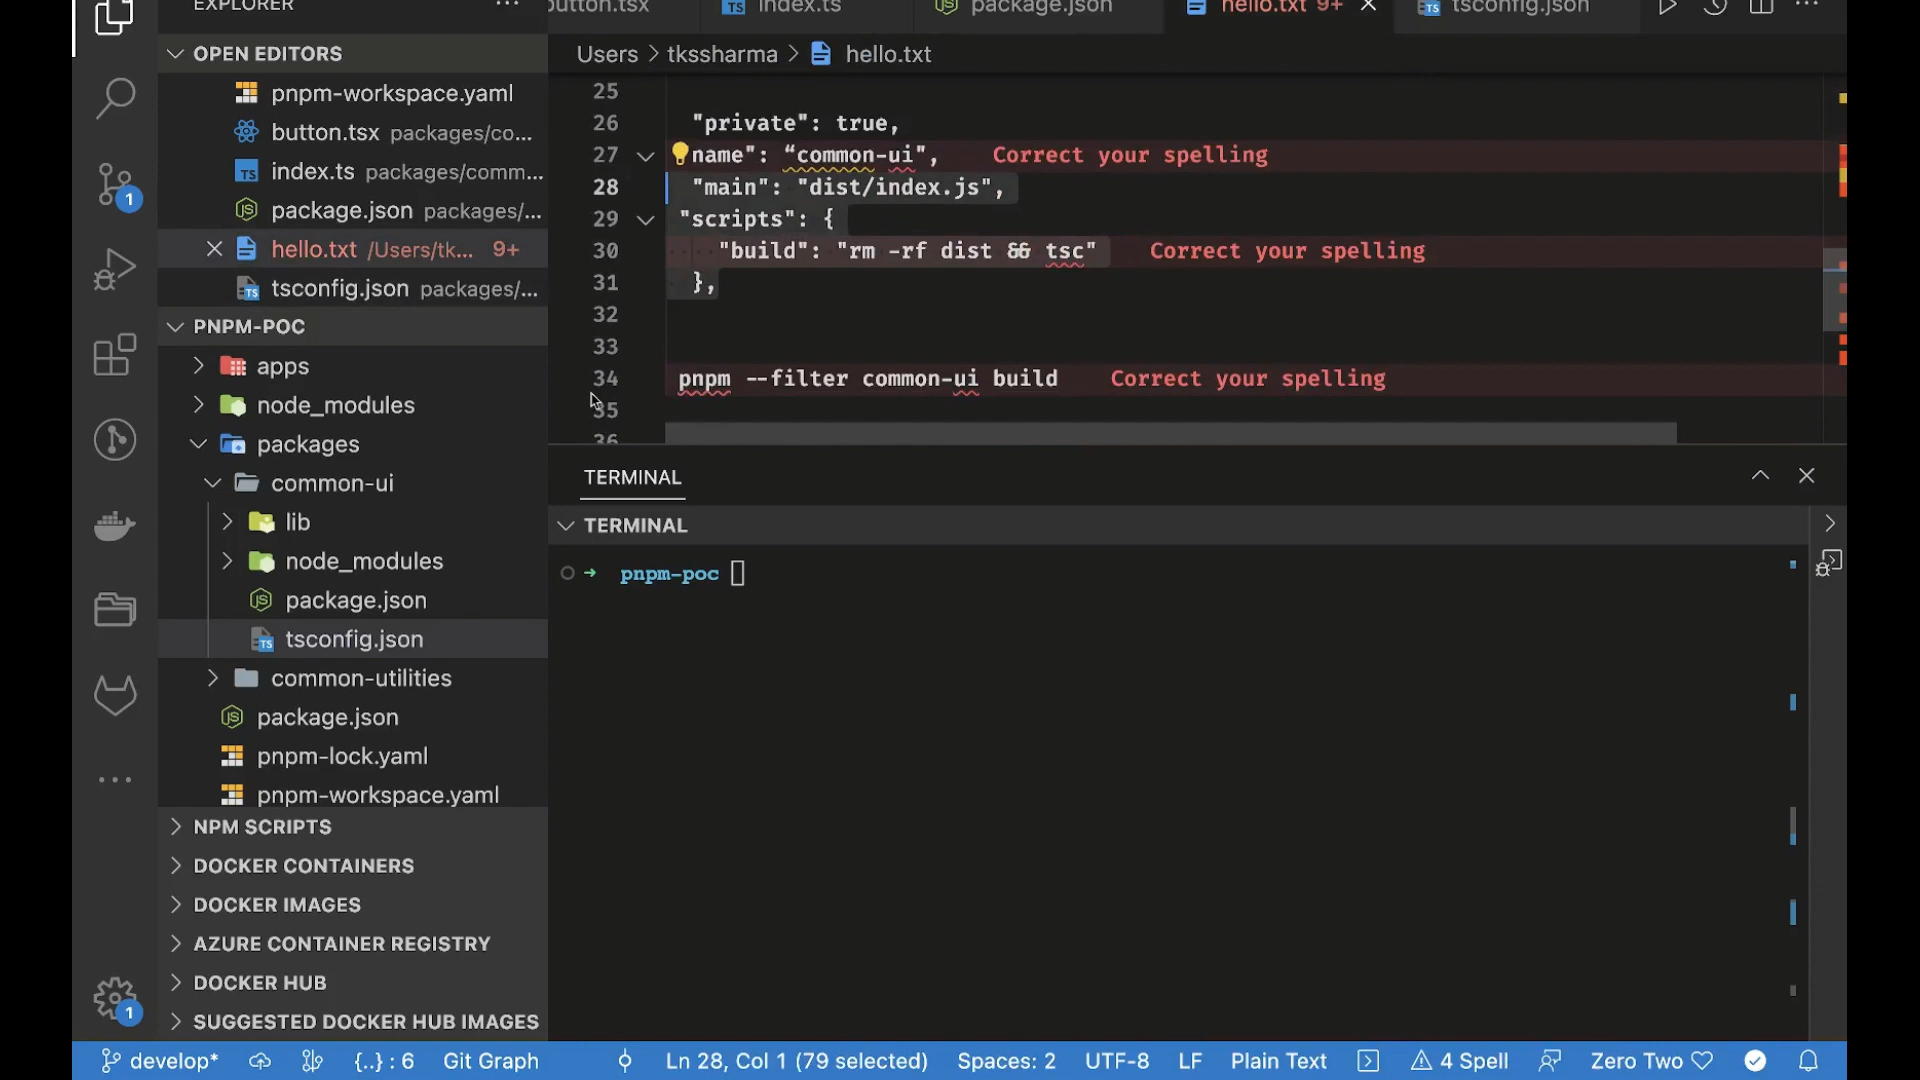 EXPLORER
OPEN EDITORS
pnpm-workspace.yaml
button.tsx packages/co...
index.ts packages/comm...
package.json packages/...
hello.txt /Users/tk... 9+
tsconfig.json packages/...
PNPM-POC
apps
node_modules
packages
common-ui
lib
node_modules
package.json
tsconfig.json
common-utilities
package.json
pnpm-lock.yaml
pnpm-workspace.yaml
NPM SCRIPTS
DOCKER CONTAINERS
DOCKER IMAGES
AZURE CONTAINER REGISTRY
DOCKER HUB
SUGGESTED DOCKER HUB IMAGES
1
1
button.tsx
index.ts
package.json
hello.txt 9+
tsconfig.json
Users > tkssharma > hello.txt
25
26 "private": true,
27 name": “common-ui", Correct your spelling
28 "main": "dist/index.js",
29 "scripts": {
30 "build": "rm -rf dist && tsc" Correct your spelling
31 },
32
33
34 pnpm --filter common-ui build Correct your spelling
35
36
TERMINAL
TERMINAL
➜ pnpm-poc
develop* {..} : 6 Git Graph Ln 28, Col 1 (79 selected) Spaces: 2 UTF-8 LF Plain Text 4 Spell Zero Two ♡